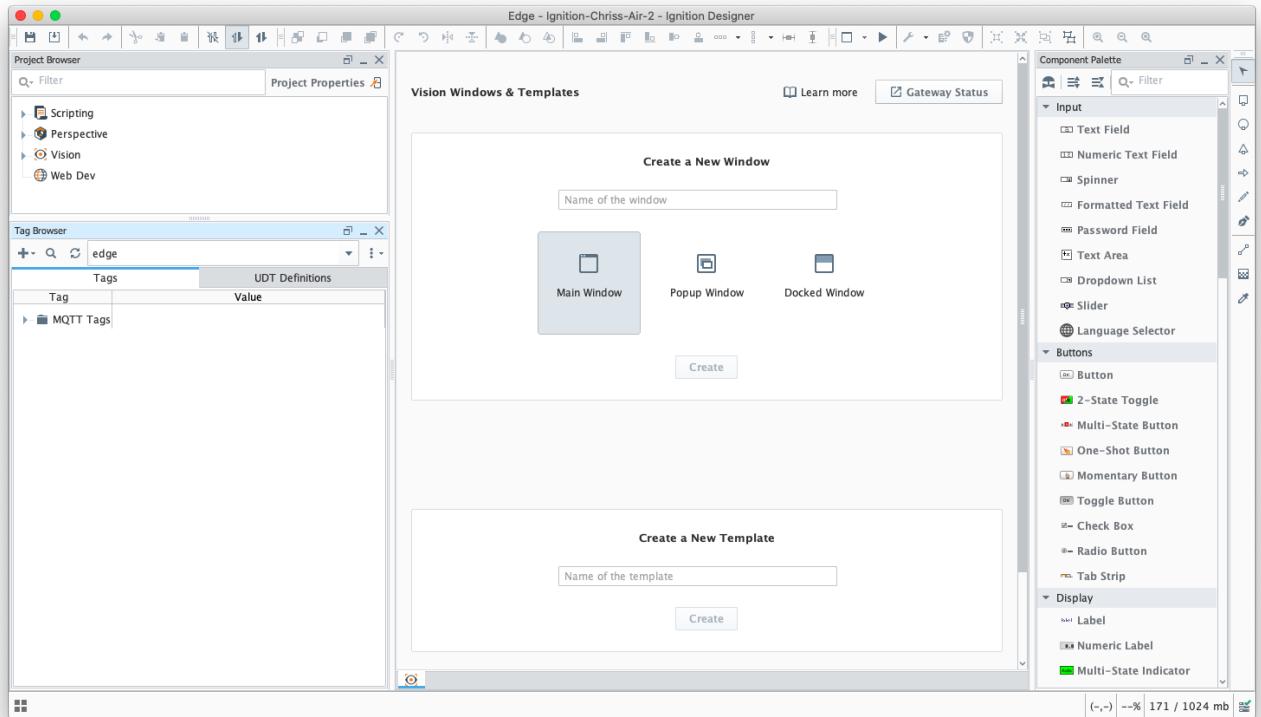 Edge - Ignition-Chriss-Air-2 - Ignition Designer
Project Browser
Filter
Project Properties
Scripting
Perspective
Vision
Web Dev
Tag Browser
edge
Tags
UDT Definitions
Tag
Value
MQTT Tags
Vision Windows & Templates
Learn more
Gateway Status
Create a New Window
Name of the window
Main Window
Popup Window
Docked Window
Create
Create a New Template
Name of the template
Create
Component Palette
Filter
Input
Text Field
Numeric Text Field
Spinner
Formatted Text Field
Password Field
Text Area
Dropdown List
Slider
Language Selector
Buttons
Button
2-State Toggle
Multi-State Button
One-Shot Button
Momentary Button
Toggle Button
Check Box
Radio Button
Tab Strip
Display
Label
Numeric Label
Multi-State Indicator
(-,-) --% 171 / 1024 mb